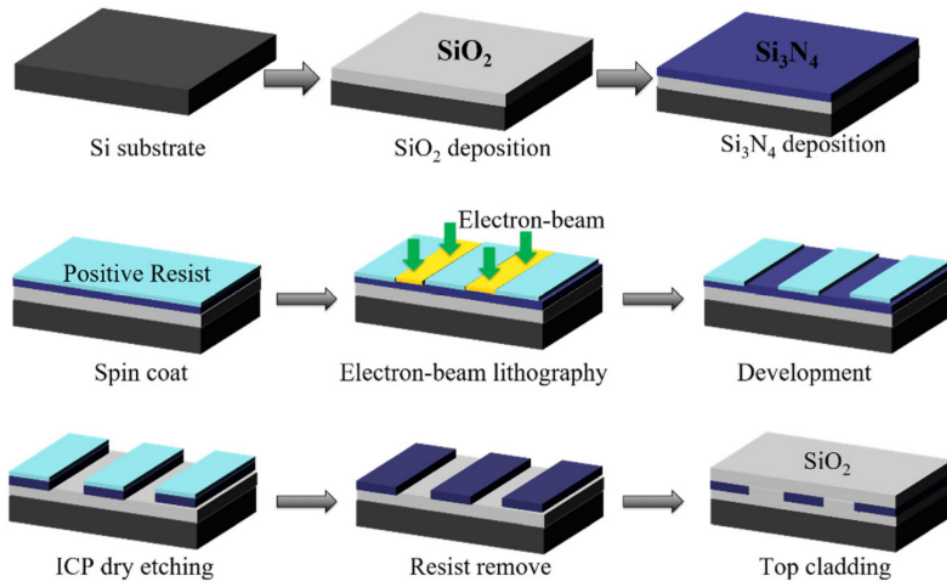 SiO₂
Si₃N₄
Si substrate
SiO₂ deposition
Si₃N₄ deposition
Electron-beam
Positive Resist
Spin coat
Electron-beam lithography
Development
SiO₂
ICP dry etching
Resist remove
Top cladding